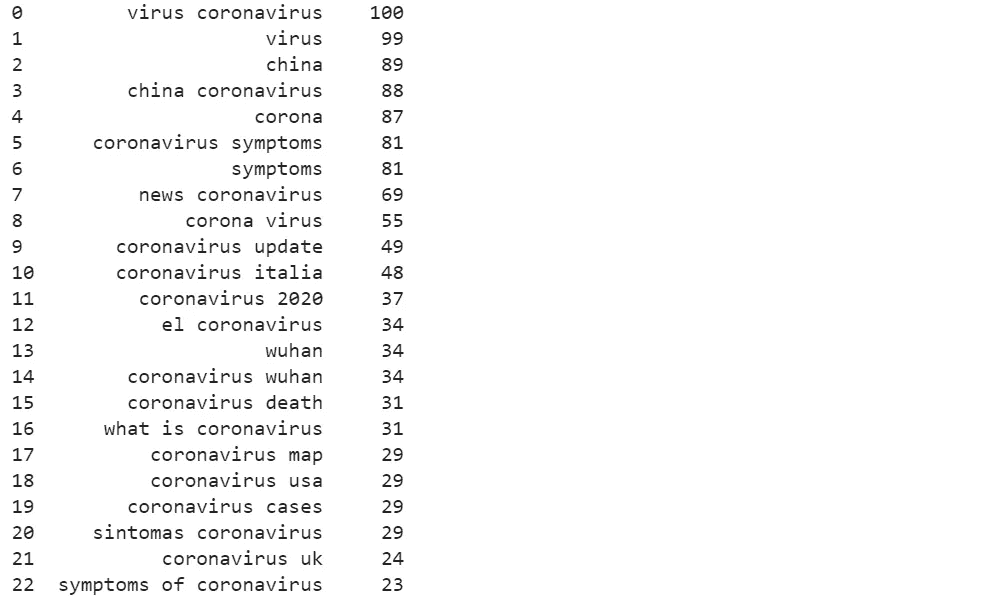 0 virus coronavirus 100
1 virus 99
2 china 89
3 china coronavirus 88
4 corona 87
5 coronavirus symptoms 81
6 symptoms 81
7 news coronavirus 69
8 corona virus 55
9 coronavirus update 49
10 coronavirus italia 48
11 coronavirus 2020 37
12 el coronavirus 34
13 wuhan 34
14 coronavirus wuhan 34
15 coronavirus death 31
16 what is coronavirus 31
17 coronavirus map 29
18 coronavirus usa 29
19 coronavirus cases 29
20 sintomas coronavirus 29
21 coronavirus uk 24
22 symptoms of coronavirus 23